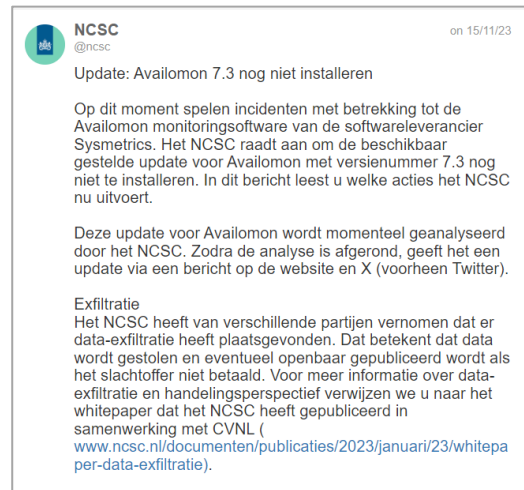 NCSC
on 15/11/23
@ncsc
Update: Availomon 7.3 nog niet installeren
Op dit moment spelen incidenten met betrekking tot de
Availomon monitoringsoftware van de softwareleverancier
Sysmetrics. Het NCSC raadt aan om de beschikbaar
gestelde update voor Availomon met versienummer 7.3 nog
niet te installeren. In dit bericht leest u welke acties het NCSC
nu uitvoert.
Deze update voor Availomon wordt momenteel geanalyseerd
door het NCSC. Zodra de analyse is afgerond, geeft het een
update via een bericht op de website en X (voorheen Twitter).
Exfiltratie
Het NCSC heeft van verschillende partijen vernomen dat er
data-exfiltratie heeft plaatsgevonden. Dat betekent dat data
wordt gestolen en eventueel openbaar gepubliceerd wordt als
het slachtoffer niet betaald. Voor meer informatie over data-
exfiltratie en handelingsperspectief verwijzen we u naar het
whitepaper dat het NCSC heeft gepubliceerd in
samenwerking met CVNL (
www.ncsc.nl/documenten/publicaties/2023/januari/23/whitepa
per-data-exfiltratie).